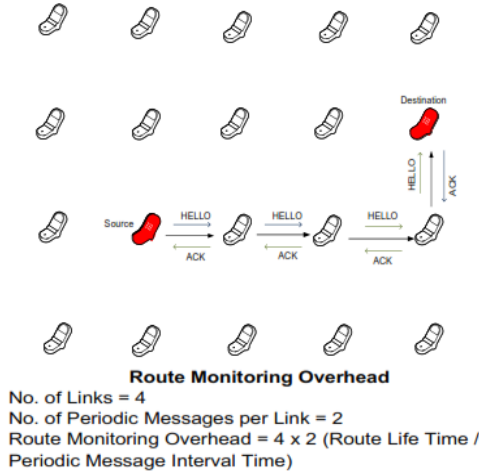 Destination
HELLO
ACK
Source
HELLO
HELLO
HELLO
ACK
ACK
ACK
Route Monitoring Overhead
No. of Links = 4
No. of Periodic Messages per Link = 2
Route Monitoring Overhead = 4 x 2 (Route Life Time /
Periodic Message Interval Time)